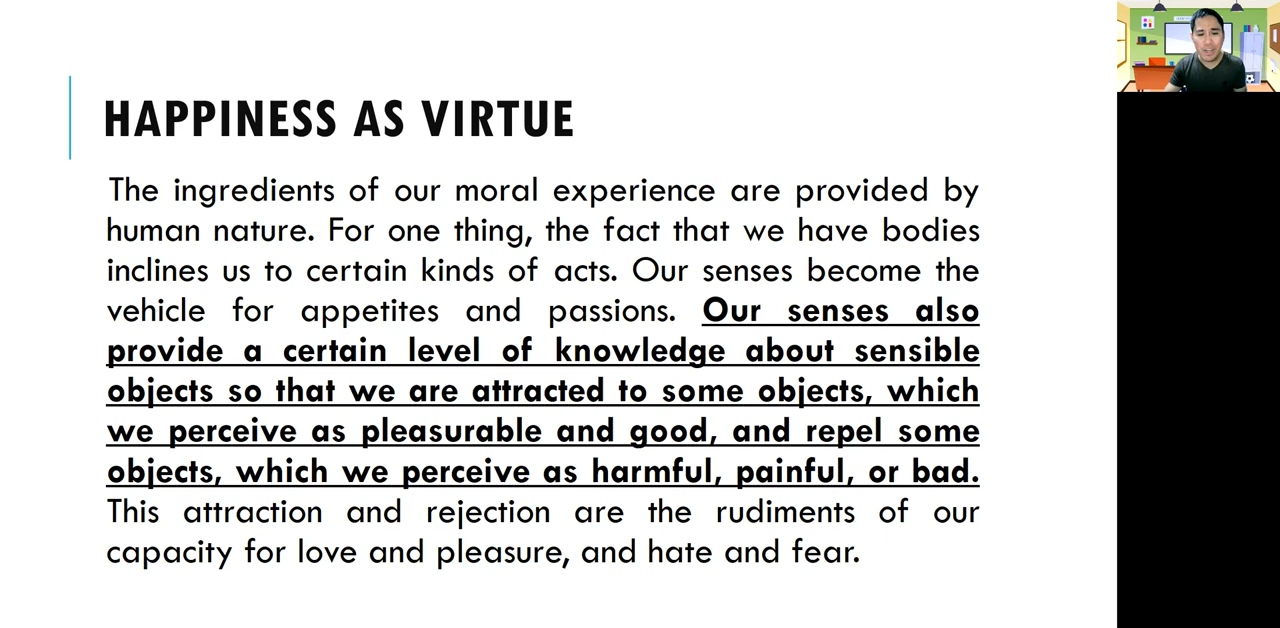 HAPPINESS AS VIRTUE
The ingredients of our moral experience are provided by
human nature. For one thing, the fact that we have bodies
inclines us to certain kinds of acts. Our senses become the
vehicle for appetites and passions. Our senses also
provide a certain level of knowledge about sensible
objects so that we are attracted to some objects, which
we perceive as pleasurable and good, and repel some
objects, which we perceive as harmful, painful, or bad.
This attraction and rejection are the rudiments of our
capacity for love and pleasure, and hate and fear.